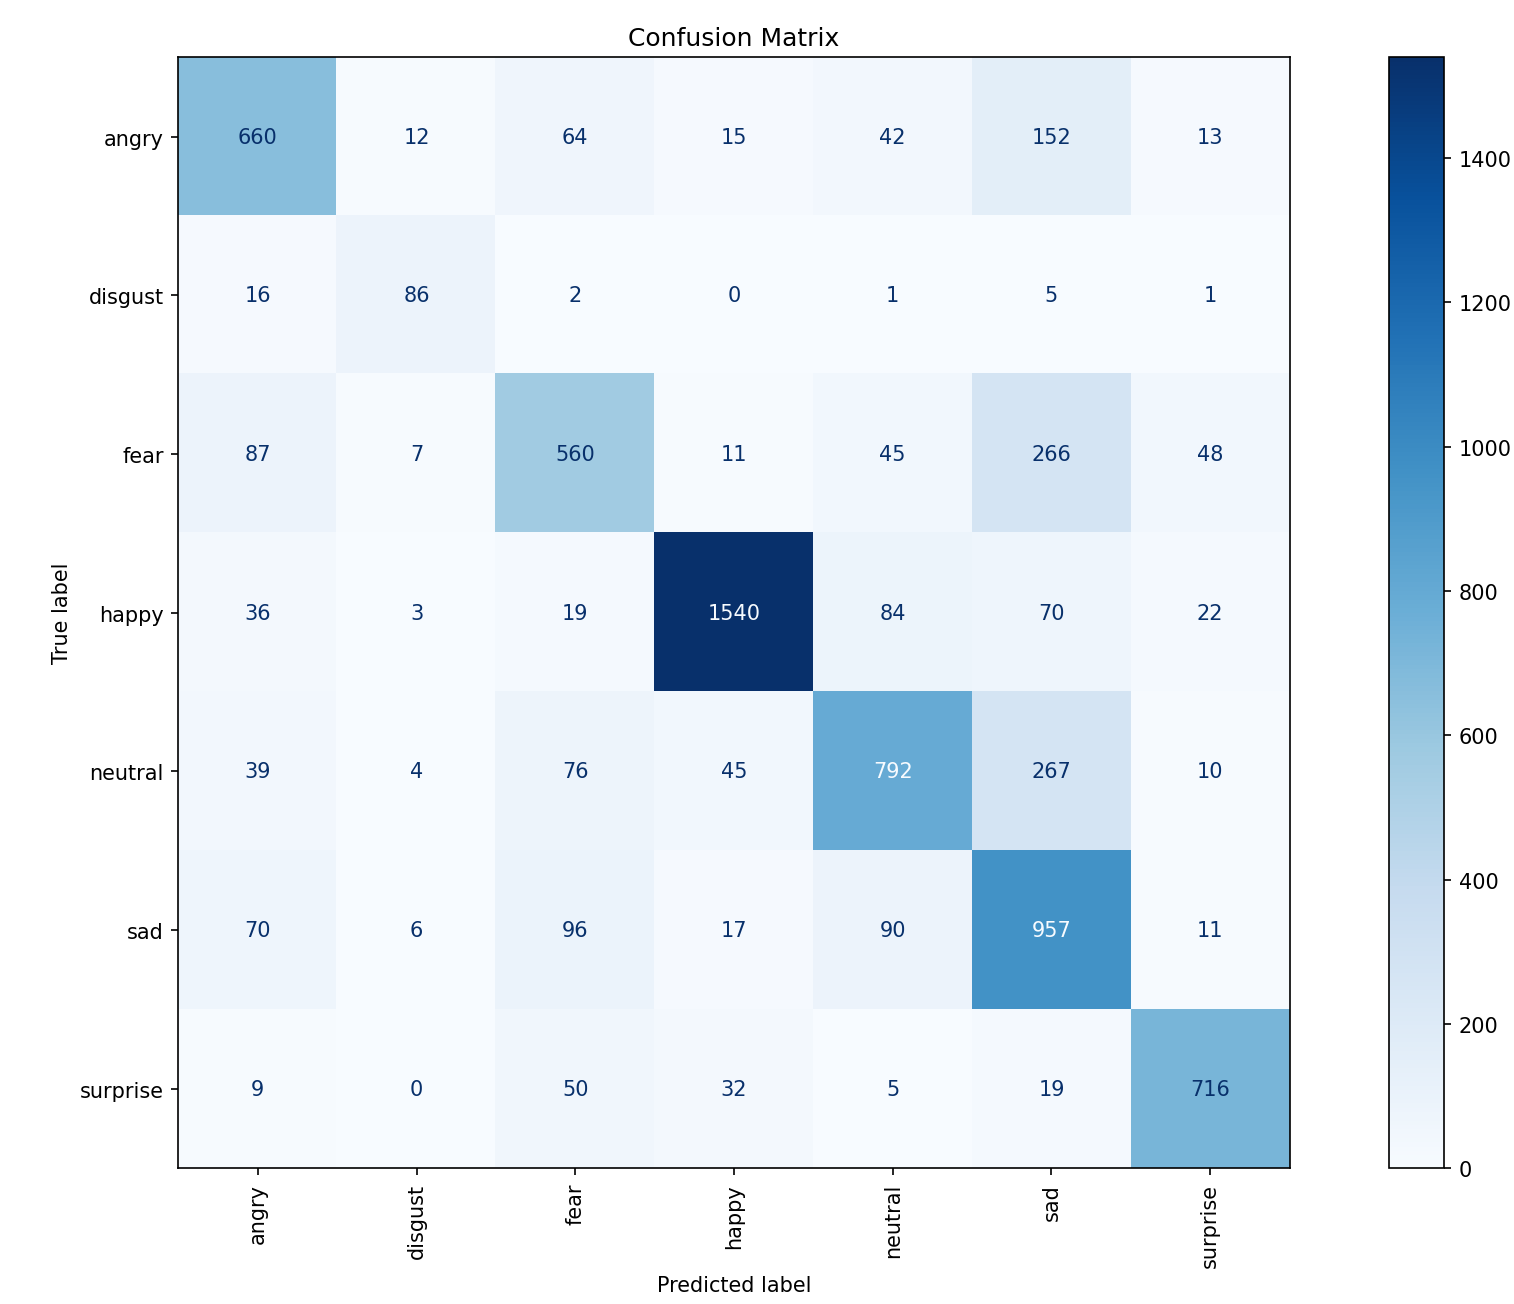 Confusion Matrix
True label
angry 660 12 64 15 42 152 13
disgust 16 86 2 0 1 5 1
fear 87 7 560 11 45 266 48
happy 36 3 19 1540 84 70 22
neutral 39 4 76 45 792 267 10
sad 70 6 96 17 90 957 11
surprise 9 0 50 32 5 19 716
angry disgust fear happy neutral sad surprise
Predicted label
1400
1200
1000
800
600
400
200
0